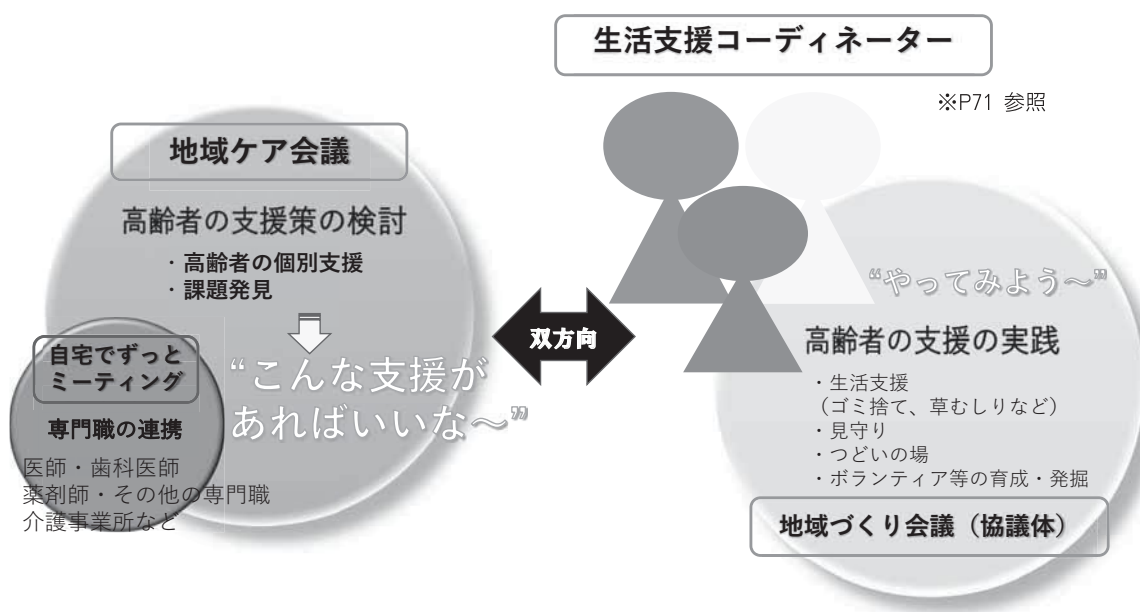 生活支援コーディネーター
※P71 参照
地域ケア会議
高齢者の支援策の検討
・高齢者の個別支援
・課題発見
“こんな支援が
あればいいな～”
自宅でずっと
ミーティング
専門職の連携
医師・歯科医師
薬剤師・その他の専門職
介護事業所など
双方向
“やってみよう～”
高齢者の支援の実践
・生活支援
（ゴミ捨て、草むしりなど）
・見守り
・つどいの場
・ボランティア等の育成・発掘
地域づくり会議（協議体）